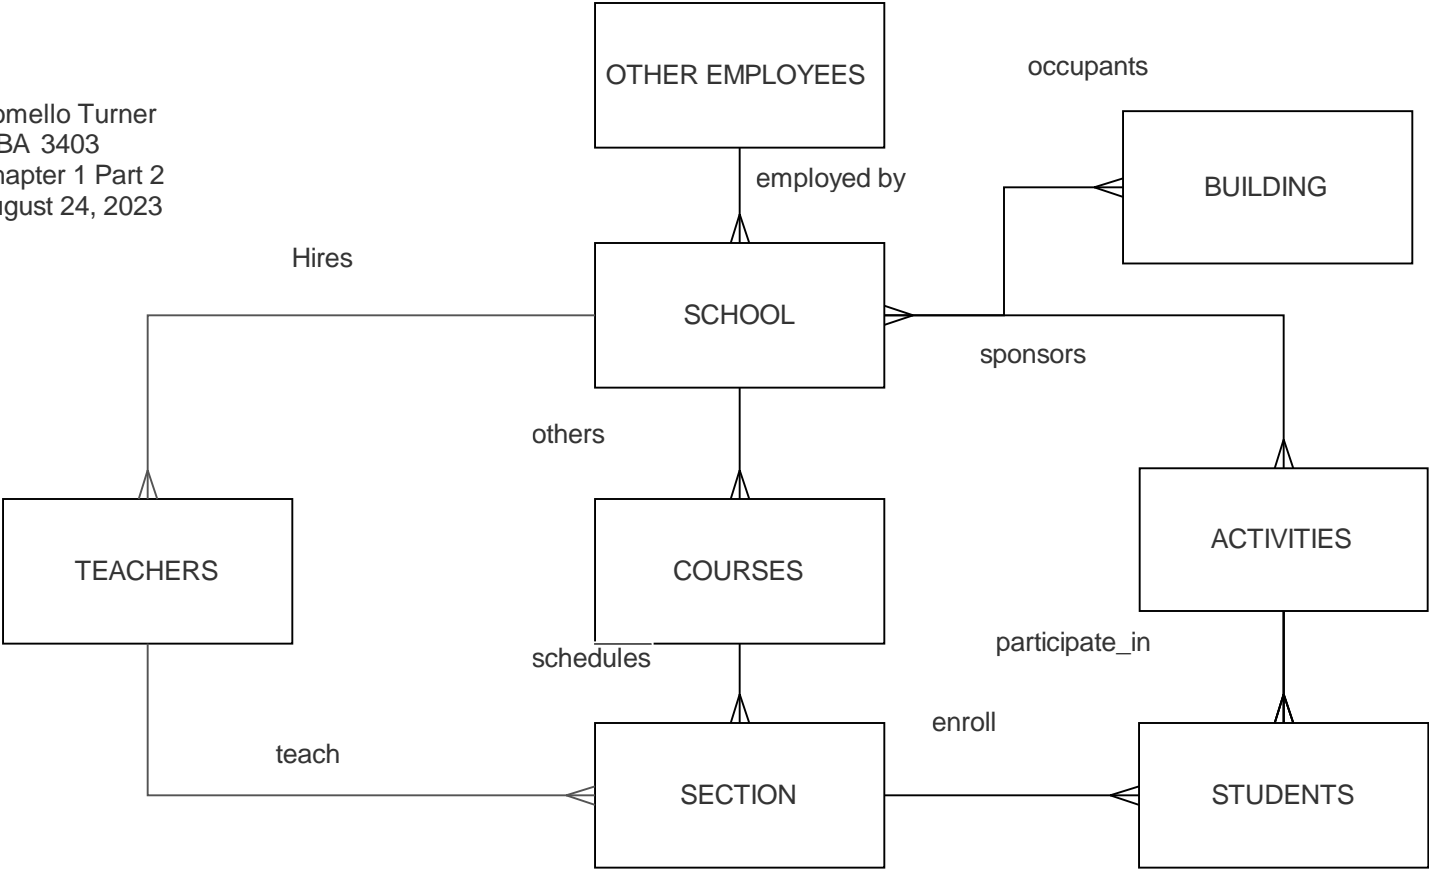 OTHER EMPLOYEES
occupants
omello Turner
BA 3403
hapter 1 Part 2
ugust 24, 2023
employed by
BUILDING
Hires
SCHOOL
sponsors
others
TEACHERS
COURSES
ACTIVITIES
participate_in
schedules
enroll
teach
SECTION
STUDENTS